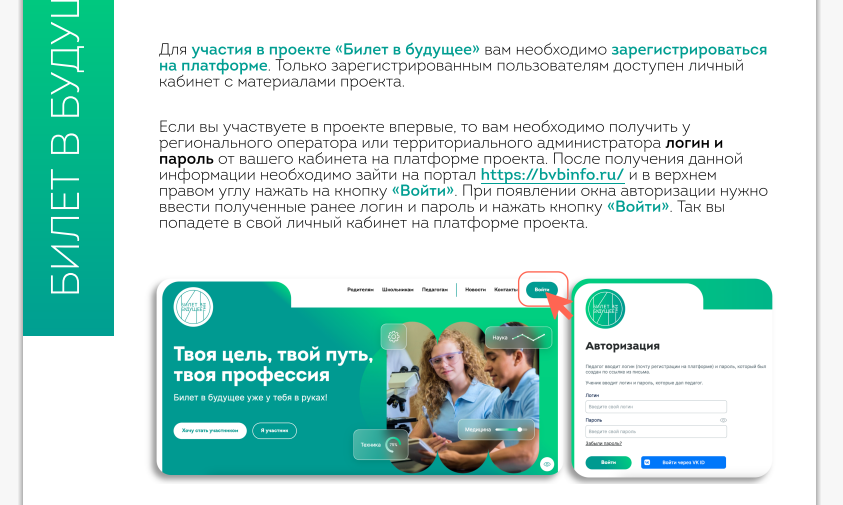 БИЛЕТ В БУДУЩ
Для участия в проекте «Билет в будущее» вам необходимо зарегистрироваться
на платформе. Только зарегистрированным пользователям доступен личный
кабинет с материалами проекта.
Если вы участвуете в проекте впервые, то вам необходимо получить у
регионального оператора или территориального администратора логин и
пароль от вашего кабинета на платформе проекта. После получения данной
информации необходимо зайти на портал https://bvbinfo.ru/ и в верхнем
правом углу нажать на кнопку «Войти». При появлении окна авторизации нужно
ввести полученные ранее логин и пароль и нажать кнопку «Войти». Так вы
попадете в свой личный кабинет на платформе проекта.
БИЛЕТ В
БУДУЩЕЕ
Родителям Школьникам Педагогам Новости Контакты Войти
Твоя цель, твой путь,
твоя профессия
Билет в будущее уже у тебя в руках!
Хочу стать участником Я участник
Наука
Медицина
Техника 75%
БИЛЕТ В
БУДУЩЕЕ
Авторизация
Педагог вводит логин (почту регистрации на платформе) и пароль, который был
создан по ссылке из письма.
Ученик вводит логин и пароль, которые дал педагог.
Логин
Введите свой логин
Пароль
Введите свой пароль
Забыли пароль?
Войти Войти через VK ID